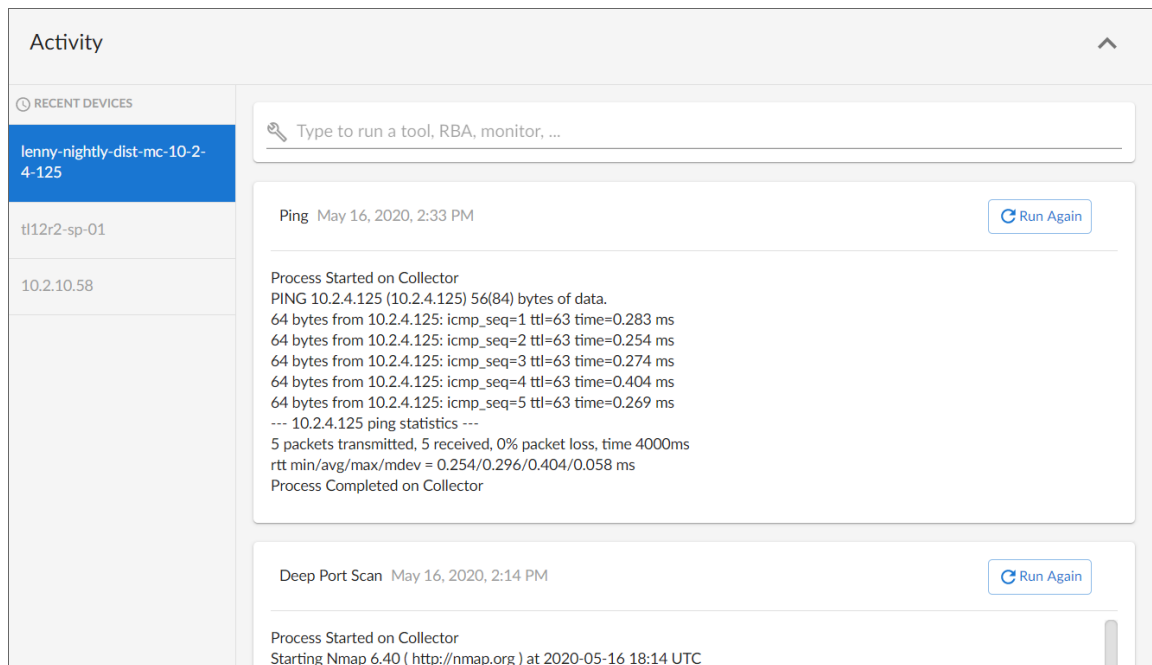 Activity
RECENT DEVICES
lenny-nightly-dist-mc-10-2-
4-125
tl12r2-sp-01
10.2.10.58
Type to run a tool, RBA, monitor, ...
Ping May 16, 2020, 2:33 PM
Run Again
Process Started on Collector
PING 10.2.4.125 (10.2.4.125) 56(84) bytes of data.
64 bytes from 10.2.4.125: icmp_seq=1 ttl=63 time=0.283 ms
64 bytes from 10.2.4.125: icmp_seq=2 ttl=63 time=0.254 ms
64 bytes from 10.2.4.125: icmp_seq=3 ttl=63 time=0.274 ms
64 bytes from 10.2.4.125: icmp_seq=4 ttl=63 time=0.404 ms
64 bytes from 10.2.4.125: icmp_seq=5 ttl=63 time=0.269 ms
--- 10.2.4.125 ping statistics ---
5 packets transmitted, 5 received, 0% packet loss, time 4000ms
rtt min/avg/max/mdev = 0.254/0.296/0.404/0.058 ms
Process Completed on Collector
Deep Port Scan May 16, 2020, 2:14 PM
Run Again
Process Started on Collector
Starting Nmap 6.40 ( http://nmap.org ) at 2020-05-16 18:14 UTC